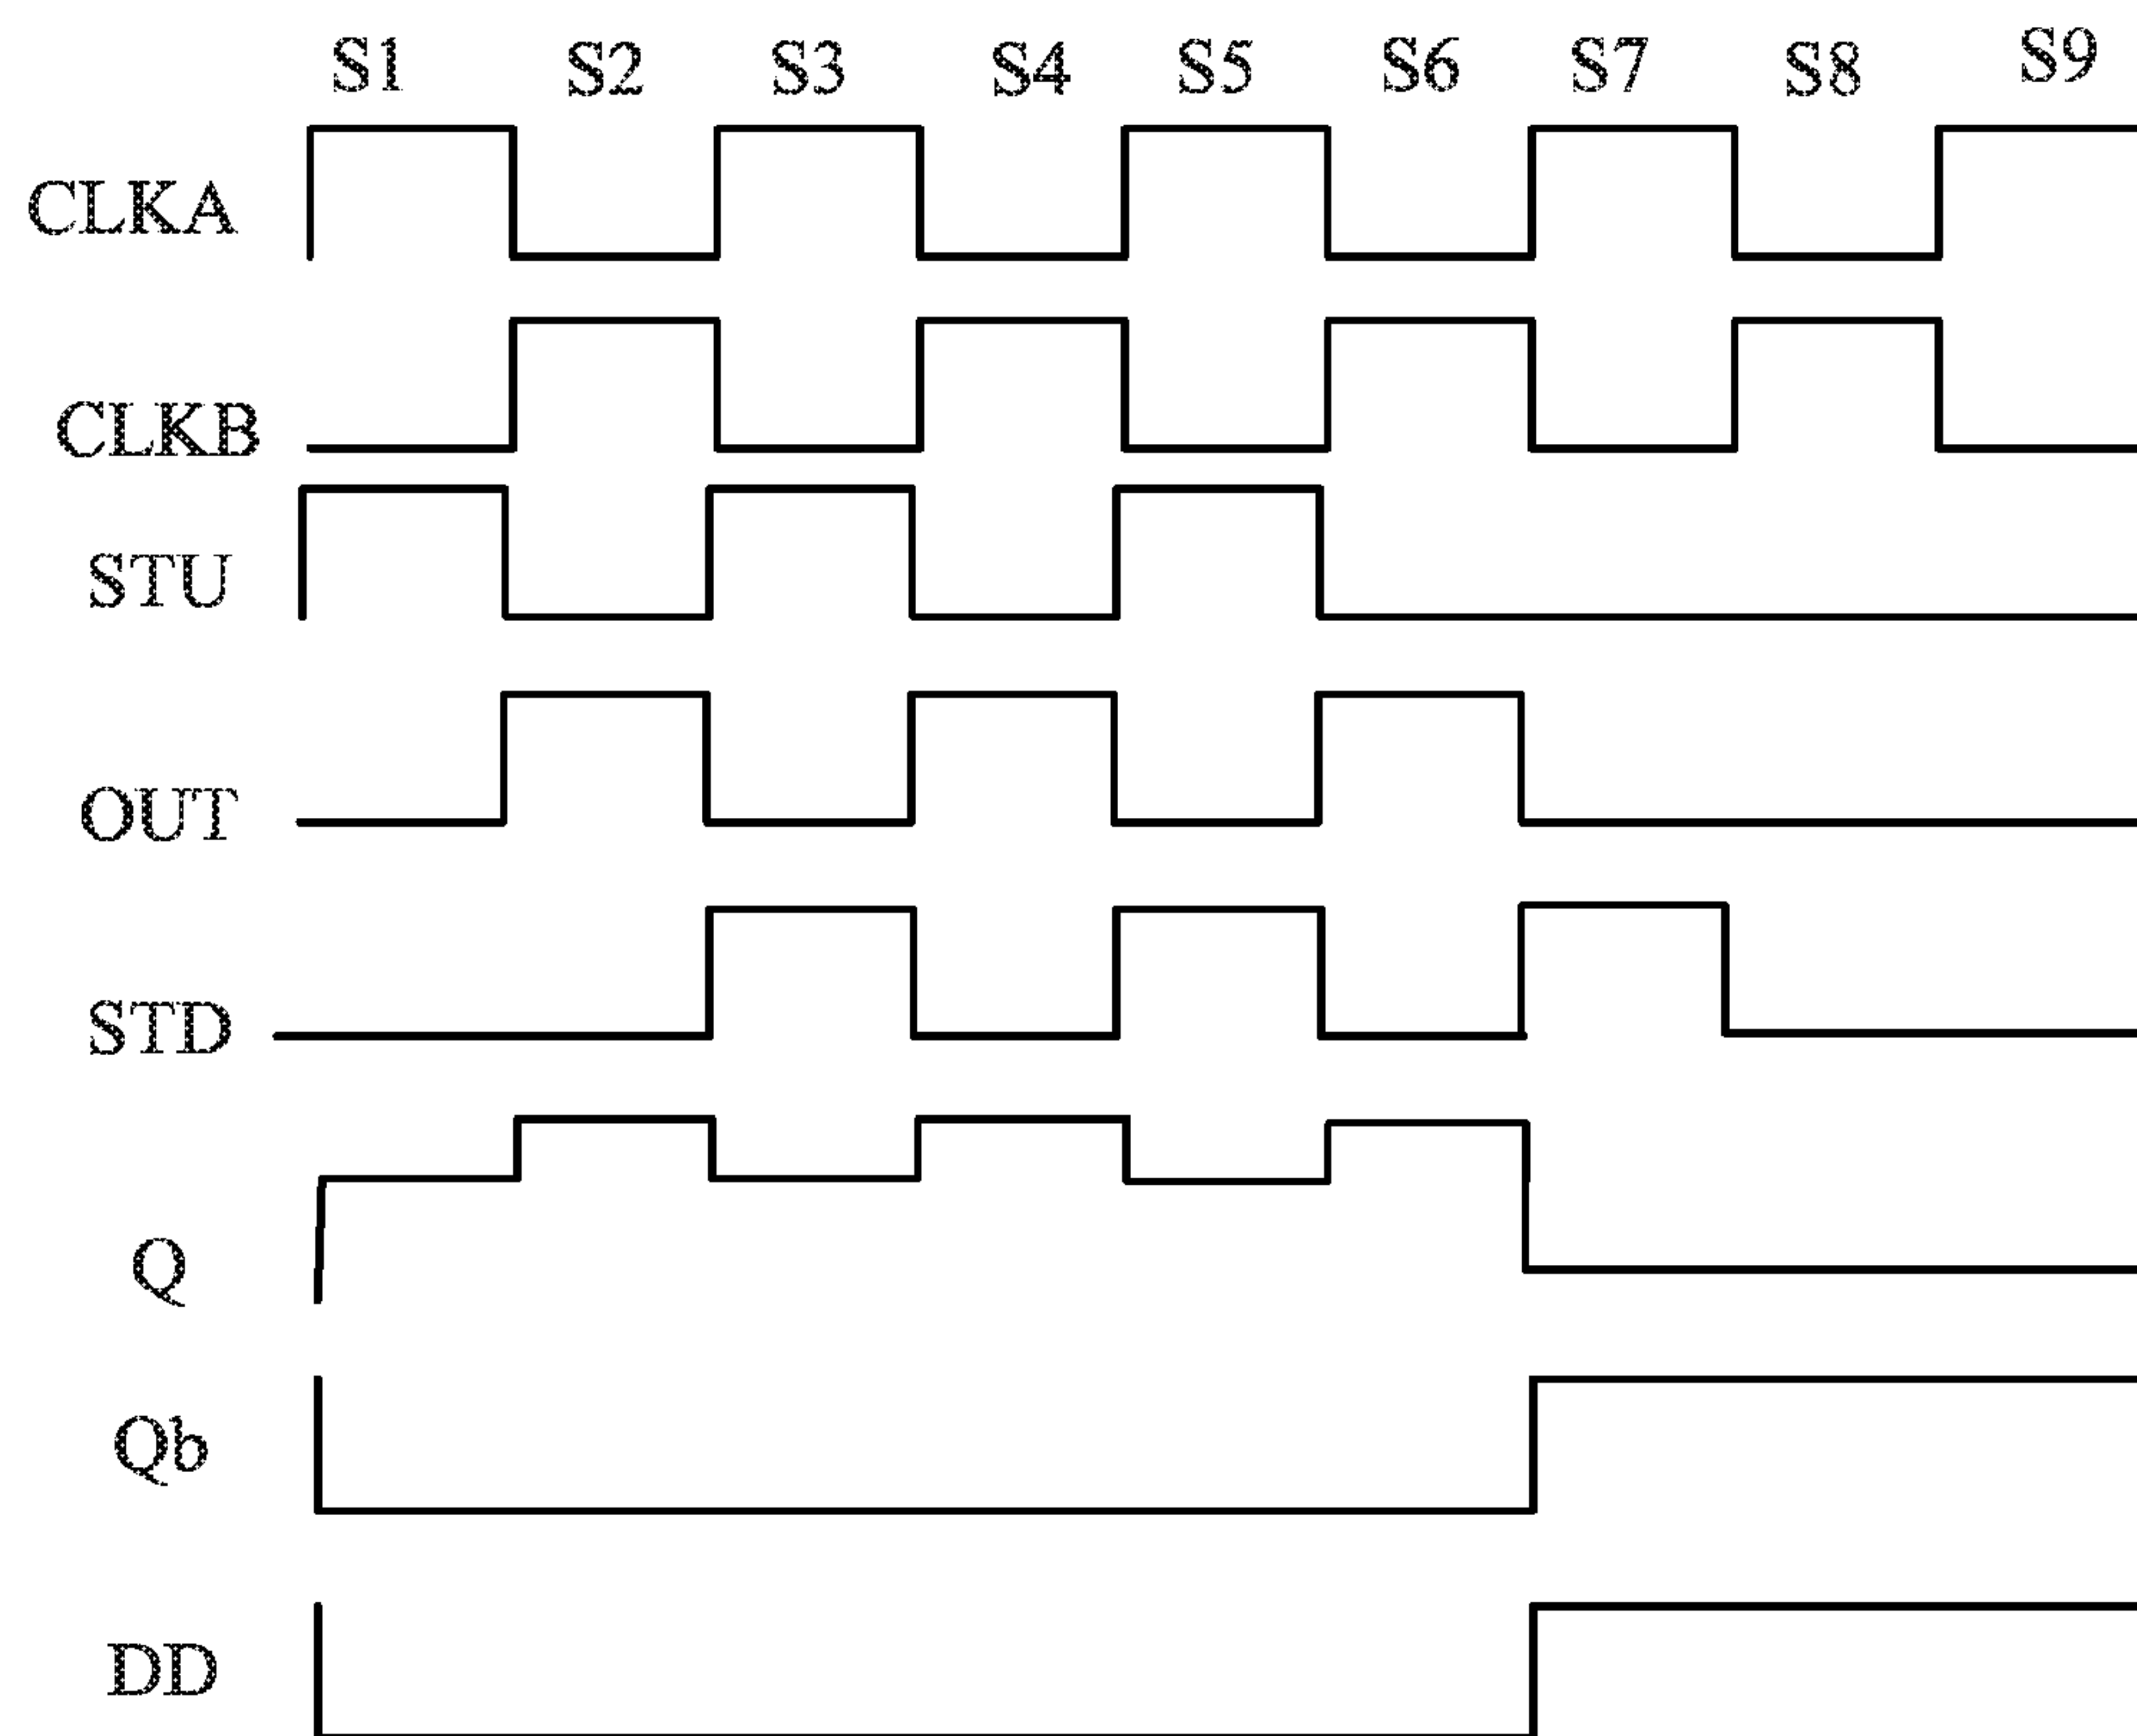 S1 S2 S3 S4 S5 S6 S7 S8 S9
CLKA
CLKB
STU
OUT
STD
Q
Qb
DD